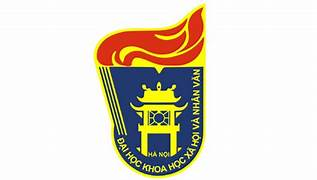 ĐẠI HỌC KHOA HỌC XÃ HỘI VÀ NHÂN VĂN
HÀ NỘI